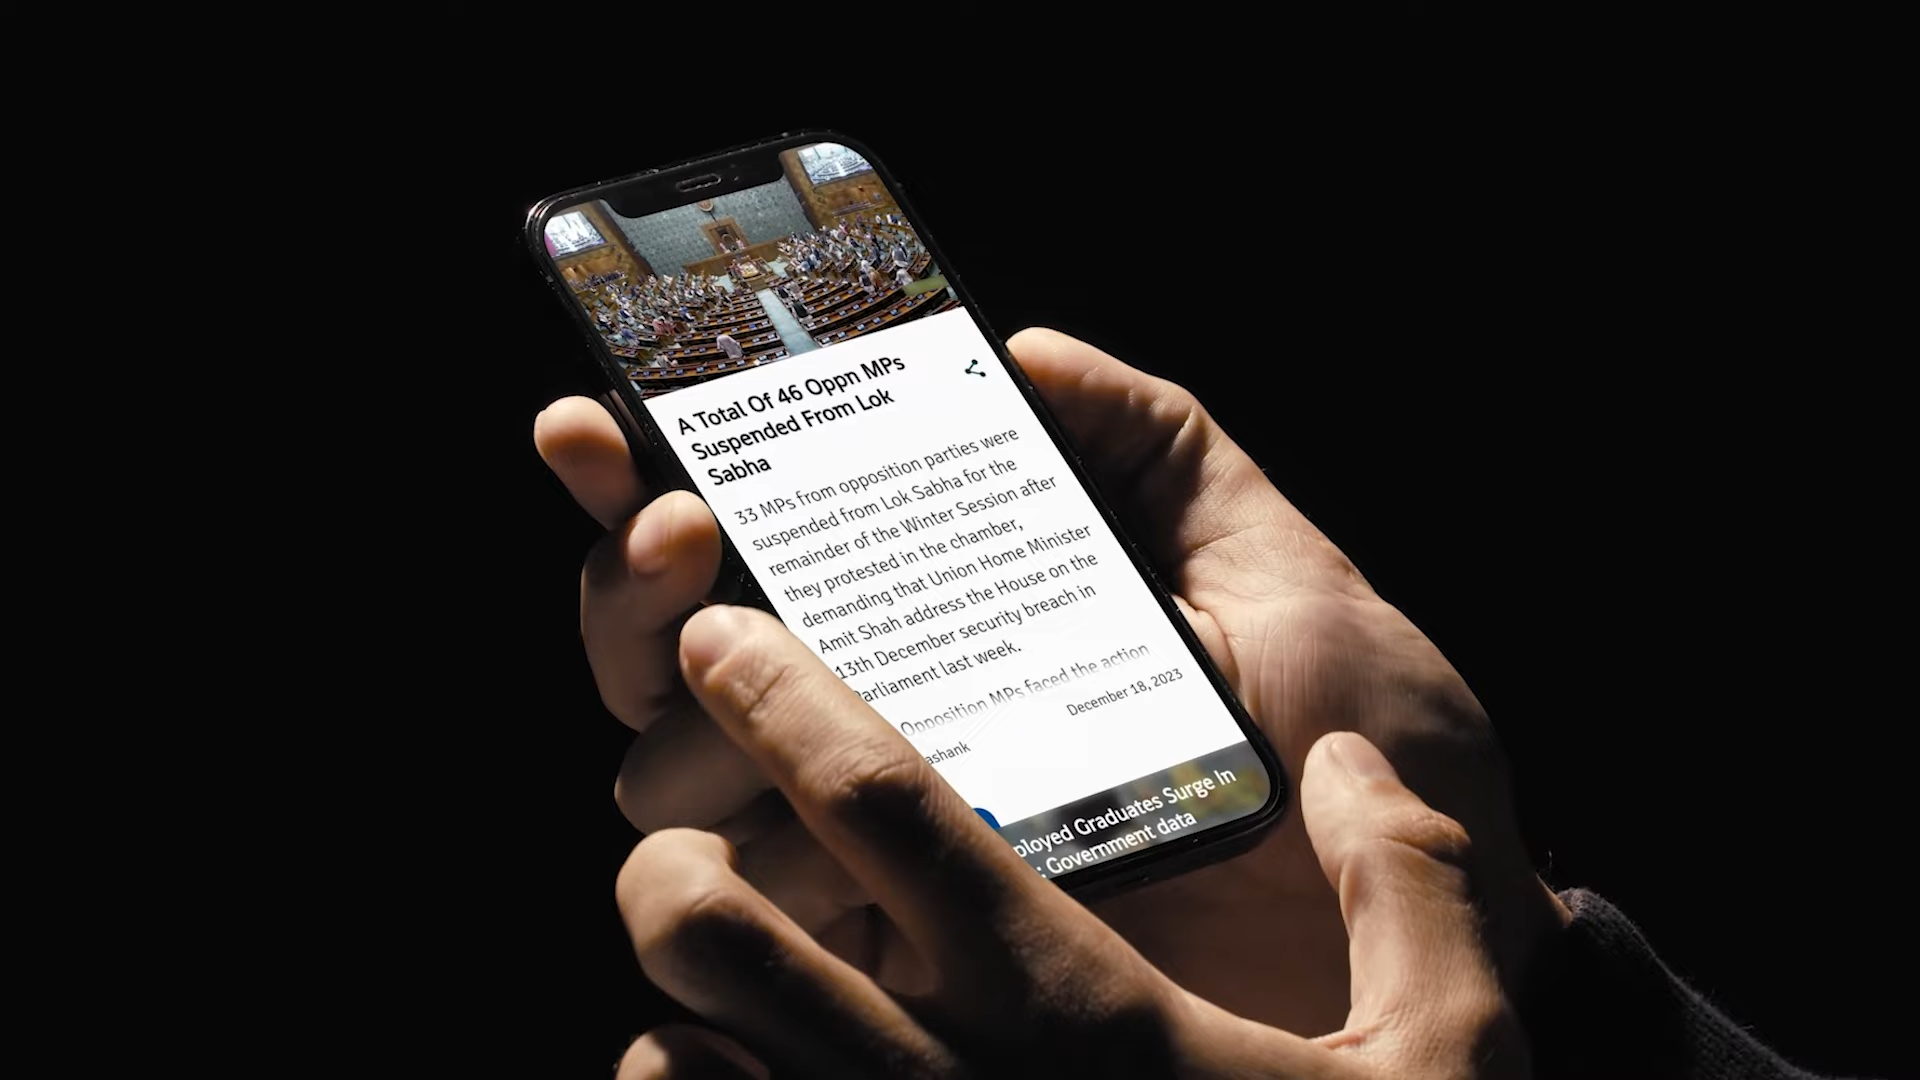 A Total Of 46 Oppn MPs
Suspended From Lok
Sabha
33 MPs from opposition parties were
suspended from Lok Sabha for the
remainder of the Winter Session after
they protested in the chamber,
demanding that Union Home Minister
Amit Shah address the House on the
13th December security breach in
arliament last week.
Opposition MPs faced the action
ashank
December 18, 2023
ployed Graduates Surge In
: Government data